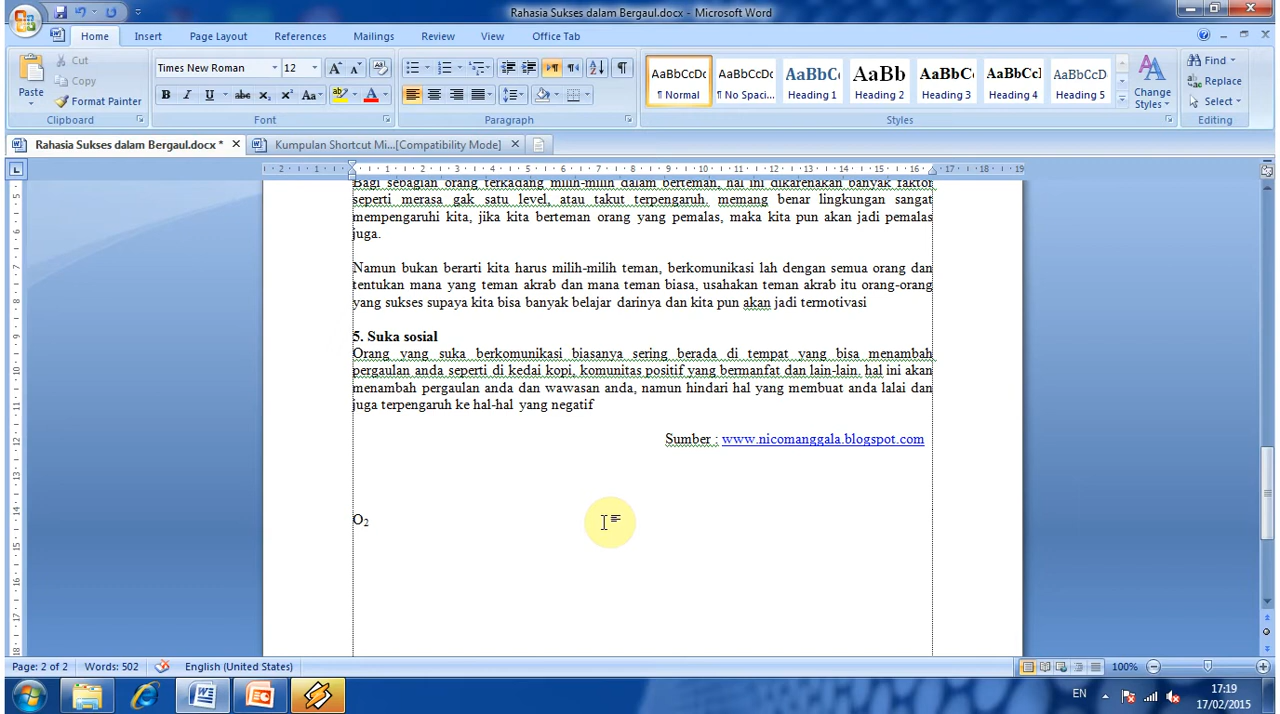 Rahasia Sukses dalam Bergaul.docx - Microsoft Word
Home Insert Page Layout References Mailings Review View Office Tab
Paste
Cut
Copy
Format Painter
Clipboard
Times New Roman 12
Font
Paragraph
AaBbCcDc AaBbCcDc AaBbC AaBb AaBbC AaBbCcI AaBbCcDc
¶ Normal ¶ No Spaci... Heading 1 Heading 2 Heading 3 Heading 4 Heading 5
Change Styles
Styles
Find
Replace
Select
Editing
Rahasia Sukses dalam Bergaul.docx * Kumpulan Shortcut Mi...[Compatibility Mode]
Bagi sebagian orang terkadang milih-milih dalam berteman, hal ini dikarenakan banyak faktor
seperti merasa gak satu level, atau takut terpengaruh. memang benar lingkungan sangat
mempengaruhi kita, jika kita berteman orang yang pemalas, maka kita pun akan jadi pemalas
juga.
Namun bukan berarti kita harus milih-milih teman, berkomunikasi lah dengan semua orang dan
tentukan mana yang teman akrab dan mana teman biasa, usahakan teman akrab itu orang-orang
yang sukses supaya kita bisa banyak belajar darinya dan kita pun akan jadi termotivasi
5. Suka sosial
Orang yang suka berkomunikasi biasanya sering berada di tempat yang bisa menambah
pergaulan anda seperti di kedai kopi, komunitas positif yang bermanfat dan lain-lain. hal ini akan
menambah pergaulan anda dan wawasan anda, namun hindari hal yang membuat anda lalai dan
juga terpengaruh ke hal-hal yang negatif
Sumber : www.nicomanggala.blogspot.com
O₂
Page: 2 of 2 Words: 502 English (United States) 100%
EN 17:19
17/02/2015